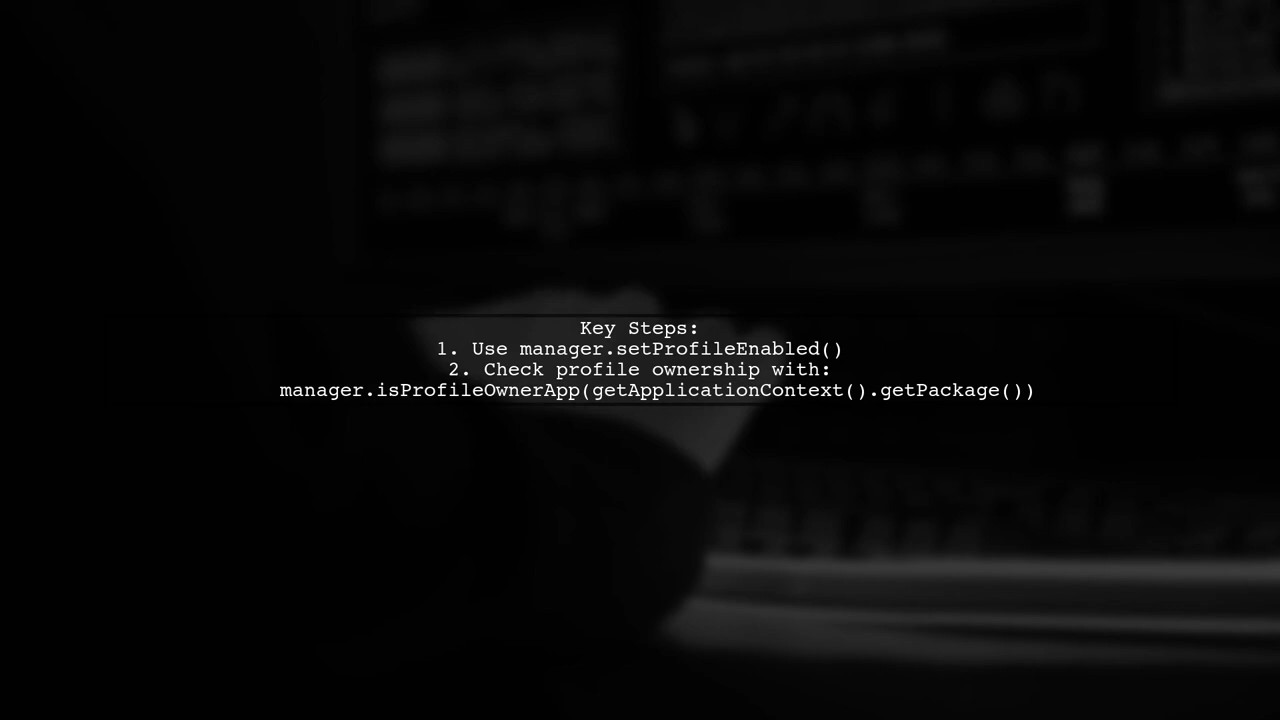 Key Steps:
1. Use manager.setProfileEnabled()
2. Check profile ownership with:
manager.isProfileOwnerApp(getApplicationContext().getPackage())